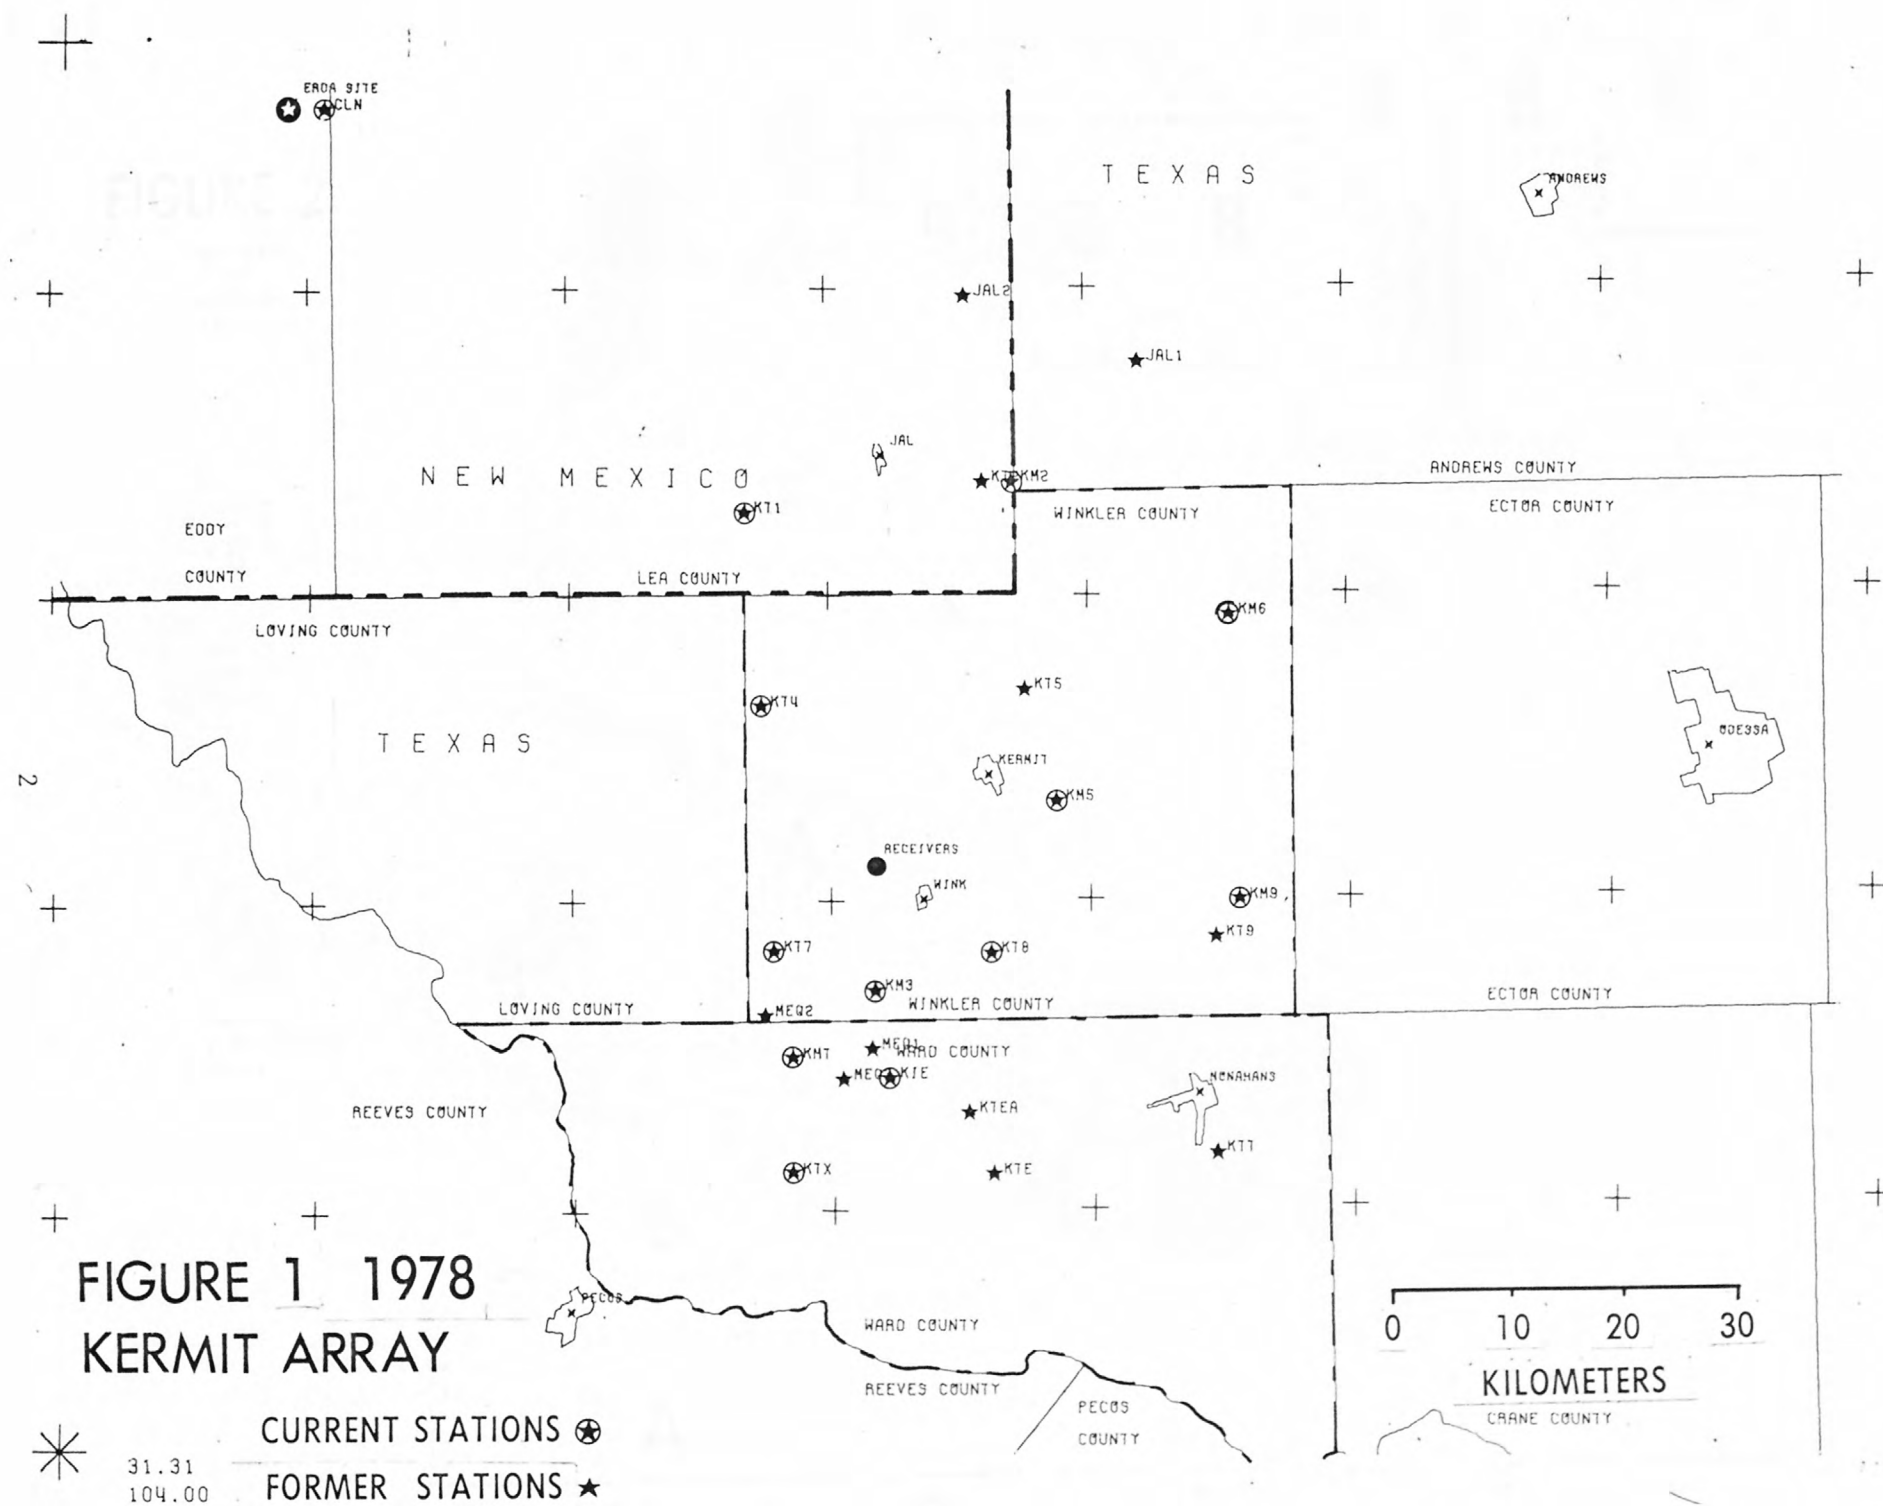 ERDA SITE
CLN
TEXAS
ANDREWS
JAL2
JAL1
JAL
NEW MEXICO
KM2
KT1
ANDREWS COUNTY
ECTOR COUNTY
WINKLER COUNTY
EDDY
COUNTY
LEA COUNTY
LOVING COUNTY
KM6
KT5
KT4
TEXAS
ODESSA
KERMIT
KM5
2
RECEIVERS
WINK
KM9
KT9
KT7
KT8
KM3
WINKLER COUNTY
ECTOR COUNTY
LOVING COUNTY
MEQ2
MEQ1
WARD COUNTY
KMT
KIE
MONAHANS
REEVES COUNTY
KTEA
KTT
KTX
KTE
FIGURE 1 1978
KERMIT ARRAY
PECOS
WARD COUNTY
REEVES COUNTY
PECOS
COUNTY
0 10 20 30
KILOMETERS
CRANE COUNTY
CURRENT STATIONS
31.31
104.00
FORMER STATIONS